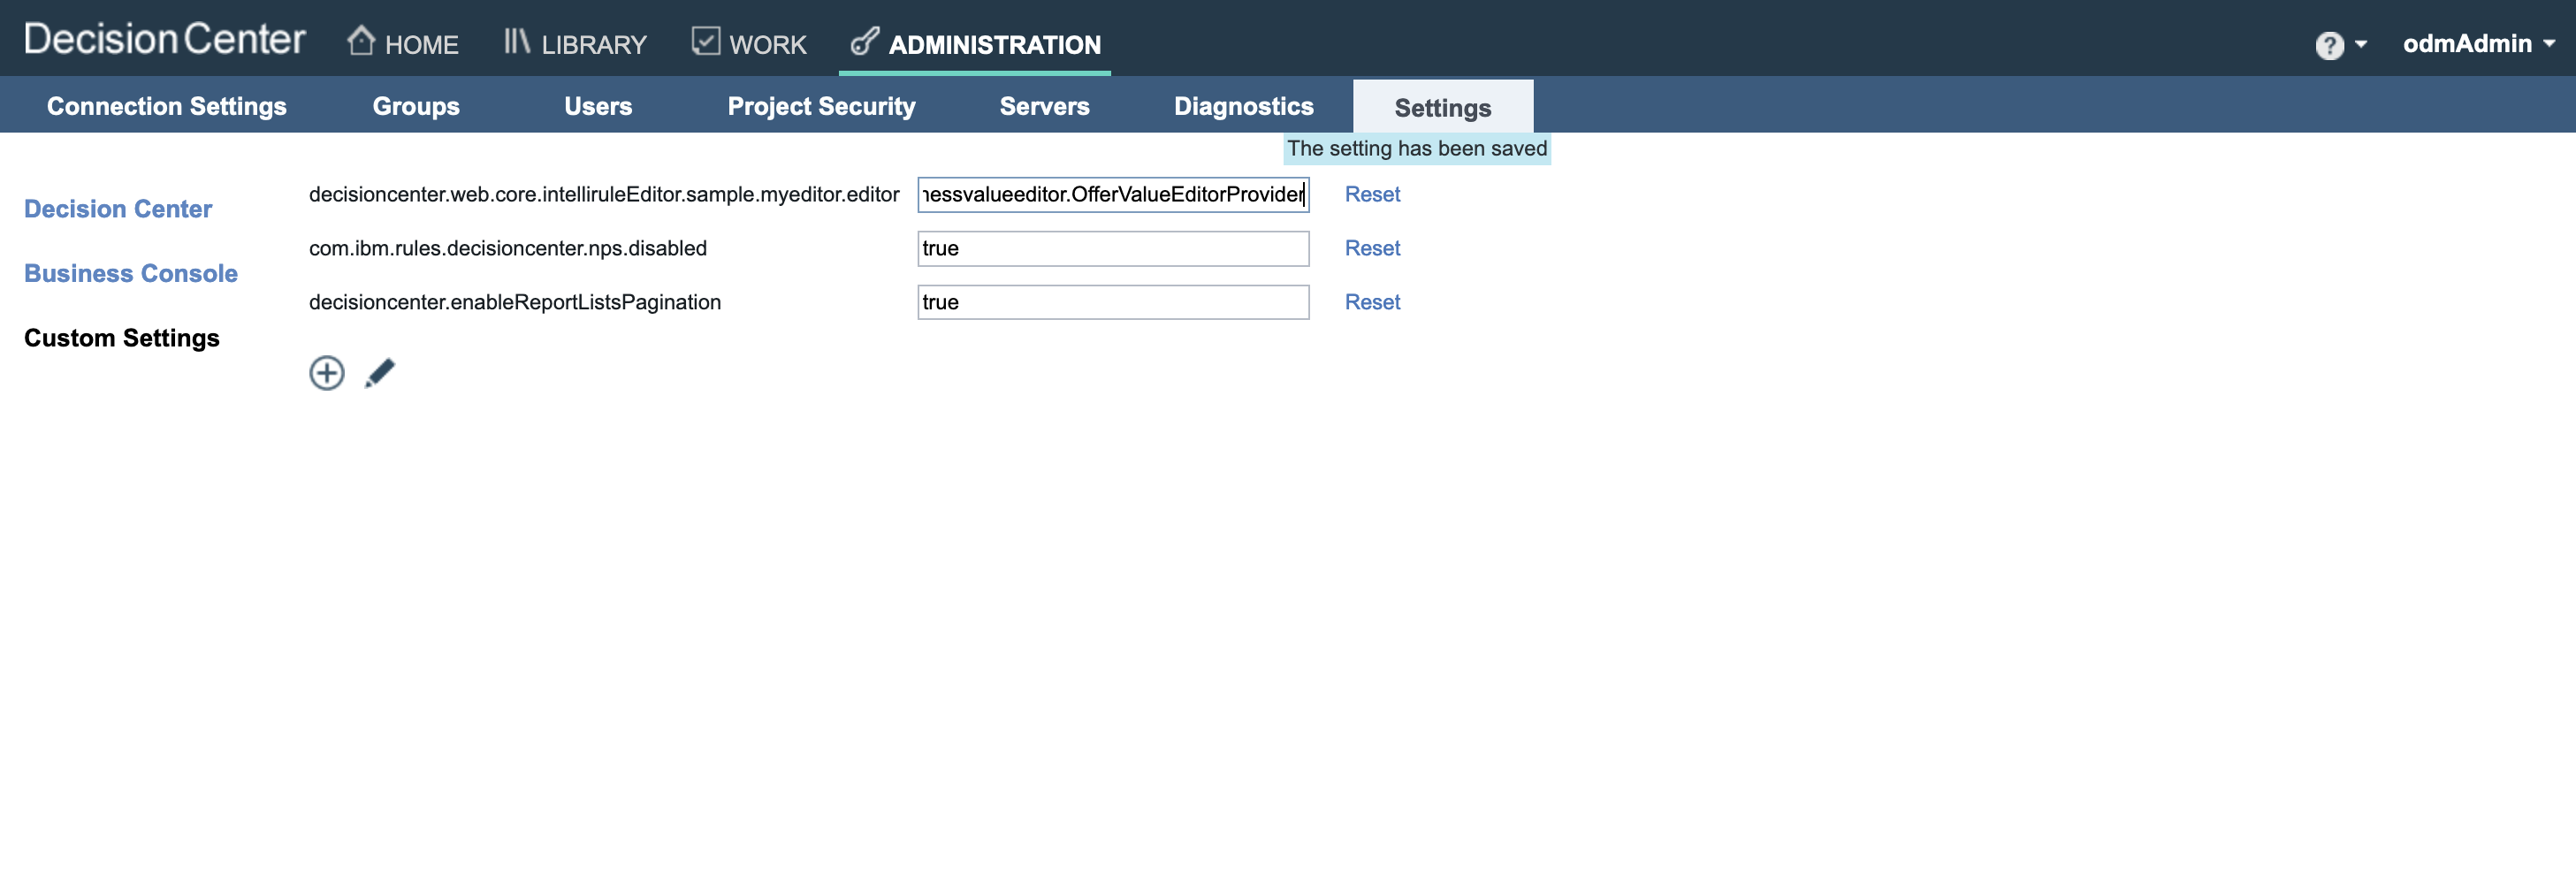 Decision Center HOME LIBRARY WORK ADMINISTRATION ? odmAdmin
Connection Settings Groups Users Project Security Servers Diagnostics Settings
The setting has been saved
decisioncenter.web.core.intelliruleEditor.sample.myeditor.editor nessvalueeditor.OfferValueEditorProvider Reset
Decision Center
com.ibm.rules.decisioncenter.nps.disabled true Reset
Business Console
decisioncenter.enableReportListsPagination true Reset
Custom Settings